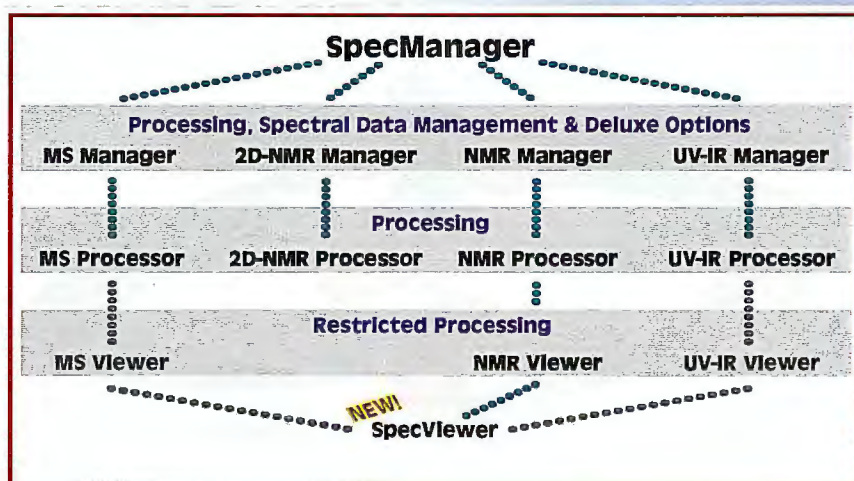 SpecManager
Processing, Spectral Data Management & Deluxe Options
MS Manager 2D-NMR Manager NMR Manager UV-IR Manager
Processing
MS Processor 2D-NMR Processor NMR Processor UV-IR Processor
Restricted Processing
MS Viewer NMR Viewer UV-IR Viewer
NEW!
SpecViewer